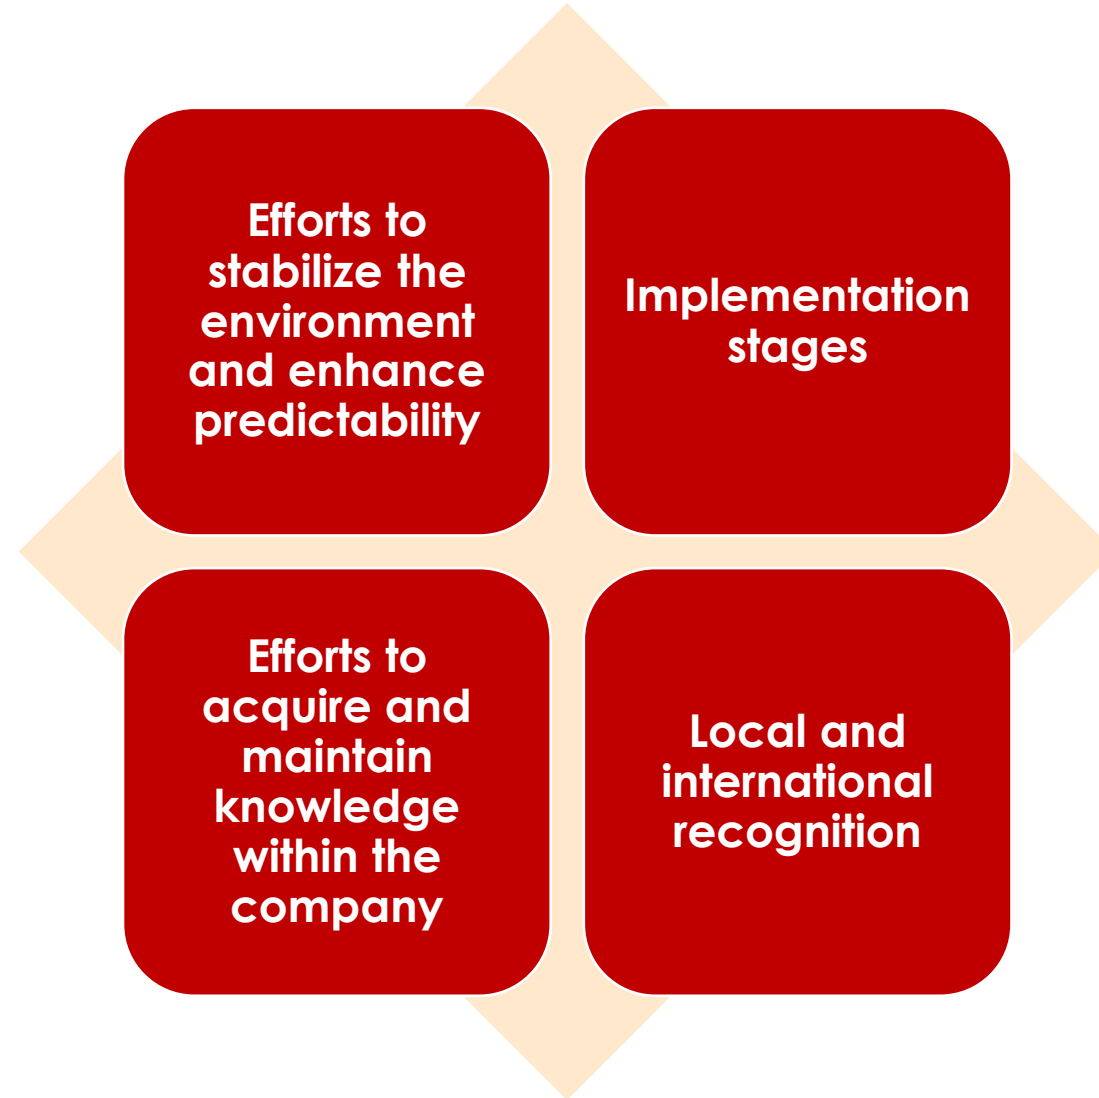 Efforts to
stabilize the
environment
and enhance
predictability
Implementation
stages
Efforts to
acquire and
maintain
knowledge
within the
company
Local and
international
recognition